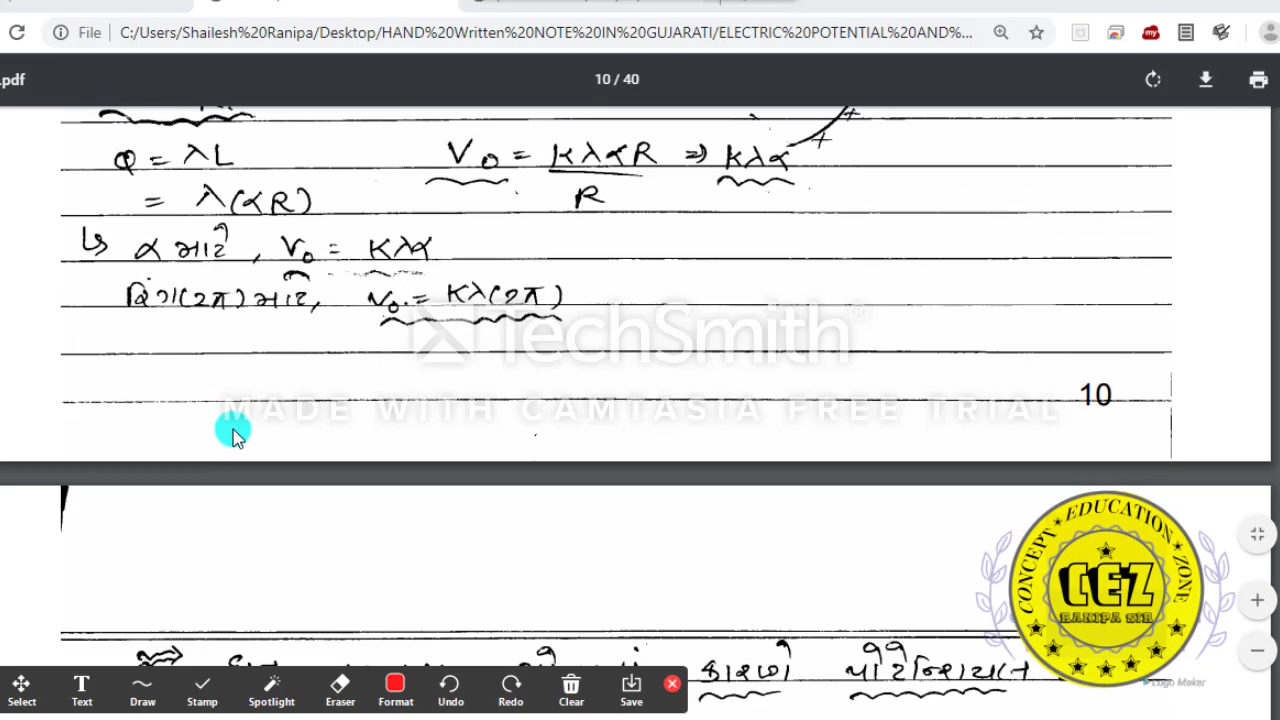 File C:/Users/Shailesh%20Ranipa/Desktop/HAND%20Written%20NOTE%20IN%20GUJARATI/ELECTRIC%20POTENTIAL%20AND%...
.pdf
10 / 40
Q = λL
V₀ = KλαR / R ⇒ Kλα
= λ(αR)
↳ α માટે, V₀ = Kλα
રિંગ(2π) માટે, V₀ = Kλ(2π)
TechSmith®
MADE WITH CAMTASIA FREE TRIAL
10
CONCEPT EDUCATION ZONE
CEZ
RANIPA SIR
Logo Maker
કારણે
Select Text Draw Stamp Spotlight Eraser Format Undo Redo Clear Save